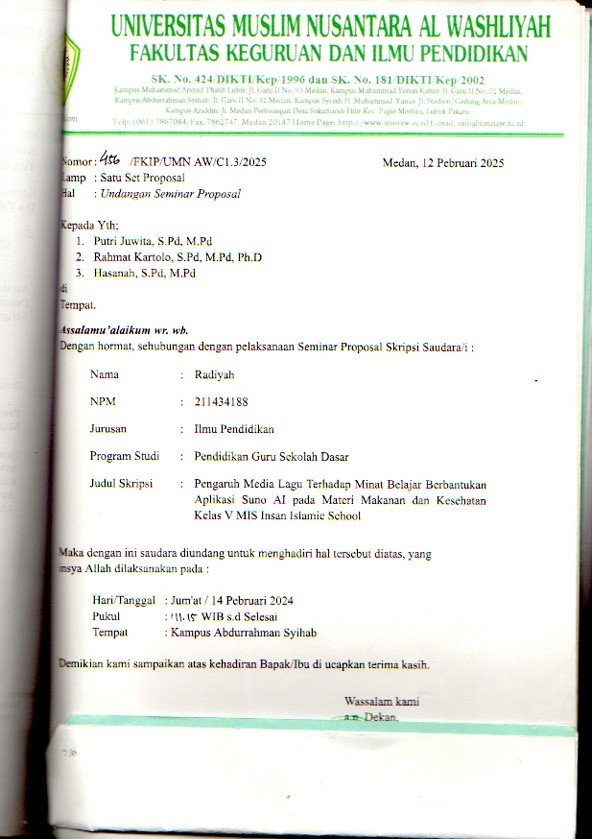 UNIVERSITAS MUSLIM NUSANTARA AL WASHLIYAH
FAKULTAS KEGURUAN DAN ILMU PENDIDIKAN
SK. No. 424/DIKTI/Kep/1996 dan SK. No. 181/DIKTI/Kep/2002
Kampus Muhammad Arsyad Thalib Lubis: Jl. Garu II No. 93 Medan, Kampus Muhammad Yunus Karim: Jl. Garu II No. 02 Medan,
Kampus Abdurrahman Syihab: Jl. Garu II No. 52 Medan, Kampus Syeikh H. Muhammad Yunus Jl. Stadion/Gedung Arca Medan,
Kampus Azaddin: Jl. Medan Perbaungan Desa Sukamandi Hilir Kec. Pagar Merbau, Lubuk Pakam.
Telp. (061) 7867044, Fax. 7862747, Medan 20147 Home Page: http://www.umnaw.ac.id E-mail: info@umnaw.ac.id
Nomor : 456 /FKIP/UMN AW/C1.3/2025 Medan, 12 Pebruari 2025
Lamp : Satu Set Proposal
Hal : Undangan Seminar Proposal
Kepada Yth;
1. Putri Juwita, S.Pd, M.Pd
2. Rahmat Kartolo, S.Pd, M.Pd, Ph.D
3. Hasanah, S.Pd, M.Pd
di
Tempat.
Assalamu'alaikum wr. wb.
Dengan hormat, sehubungan dengan pelaksanaan Seminar Proposal Skripsi Saudara/i :
Nama : Radiyah
NPM : 211434188
Jurusan : Ilmu Pendidikan
Program Studi : Pendidikan Guru Sekolah Dasar
Judul Skripsi : Pengaruh Media Lagu Terhadap Minat Belajar Berbantukan
Aplikasi Suno AI pada Materi Makanan dan Kesehatan
Kelas V MIS Insan Islamic School
Maka dengan ini saudara diundang untuk menghadiri hal tersebut diatas, yang
insya Allah dilaksanakan pada :
Hari/Tanggal : Jum'at / 14 Pebruari 2024
Pukul : 11.15 WIB s.d Selesai
Tempat : Kampus Abdurrahman Syihab
Demikian kami sampaikan atas kehadiran Bapak/Ibu di ucapkan terima kasih.
Wassalam kami
a.n. Dekan.